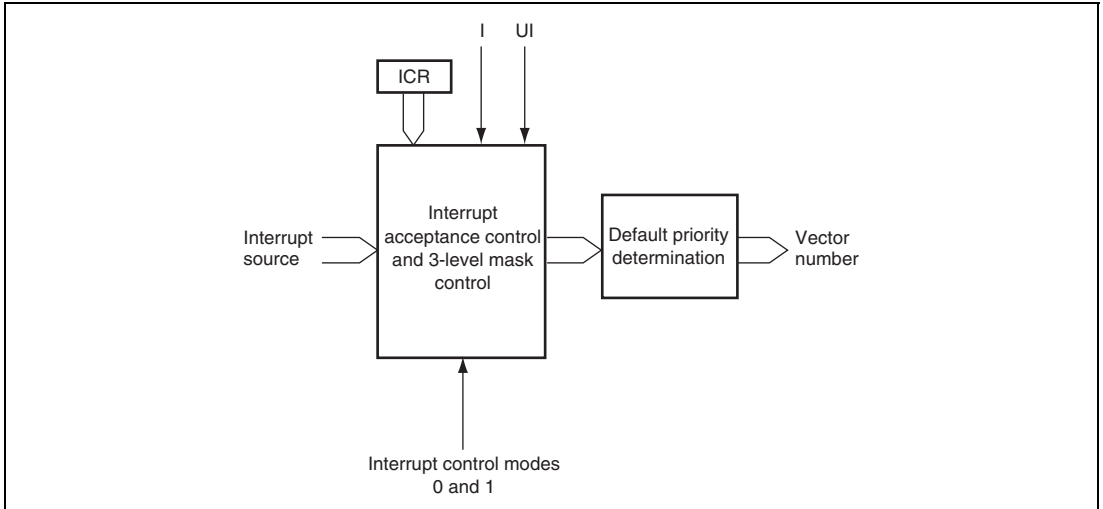 I UI
ICR
Interrupt
acceptance control
and 3-level mask
control
Interrupt
source
Default priority
determination
Vector
number
Interrupt control modes
0 and 1